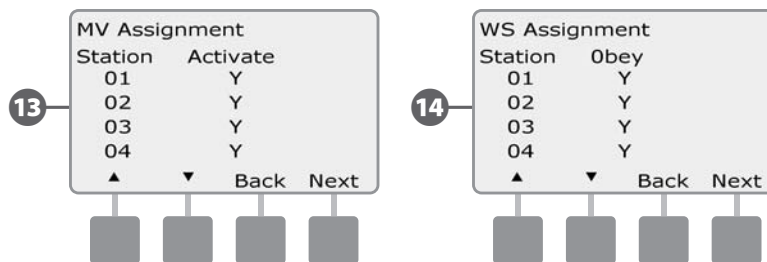 13
MV Assignment
Station Activate
01 Y
02 Y
03 Y
04 Y
▲ ▼ Back Next
14
WS Assignment
Station 0bey
01 Y
02 Y
03 Y
04 Y
▲ ▼ Back Next